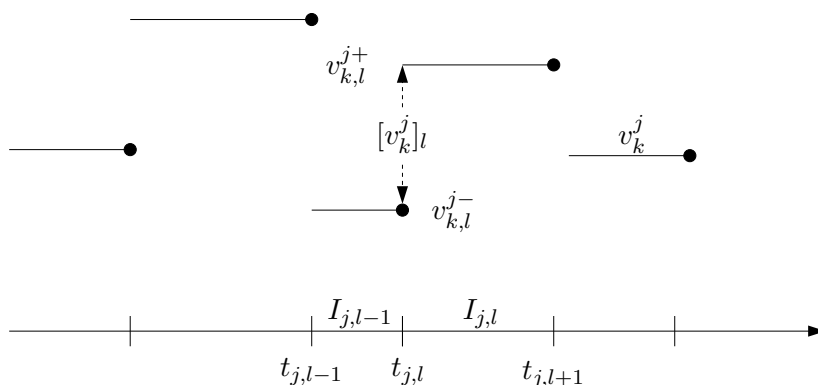 v_{k,l}^{j+}
[v_k^j]_l
v_k^j
v_{k,l}^{j-}
I_{j,l-1} I_{j,l}
t_{j,l-1} t_{j,l} t_{j,l+1}